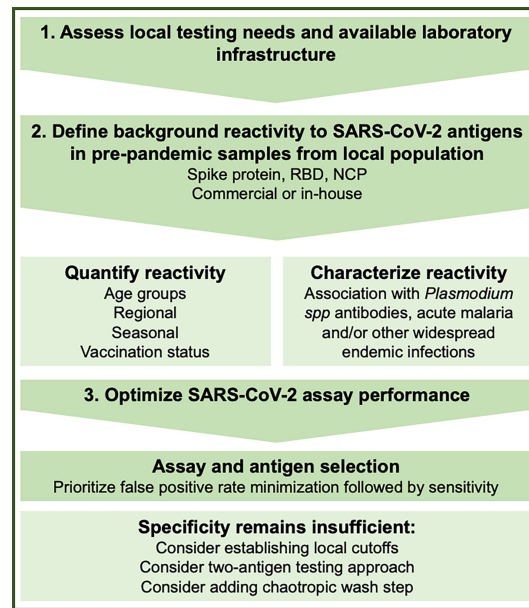 1. Assess local testing needs and available laboratory
infrastructure
2. Define background reactivity to SARS-CoV-2 antigens
in pre-pandemic samples from local population
Spike protein, RBD, NCP
Commercial or in-house
Quantify reactivity
Age groups
Regional
Seasonal
Vaccination status
Characterize reactivity
Association with Plasmodium
spp antibodies, acute malaria
and/or other widespread
endemic infections
3. Optimize SARS-CoV-2 assay performance
Assay and antigen selection
Prioritize false positive rate minimization followed by sensitivity
Specificity remains insufficient:
Consider establishing local cutoffs
Consider two-antigen testing approach
Consider adding chaotropic wash step